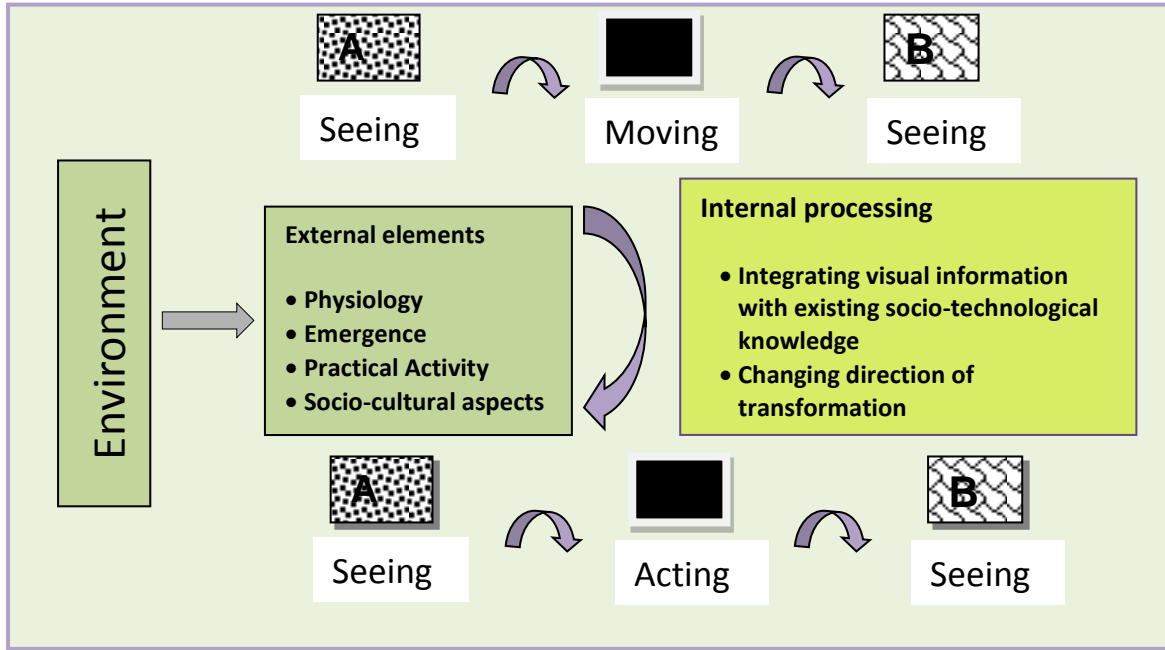 A
B
Seeing
Moving
Seeing
Environment
External elements
• Physiology
• Emergence
• Practical Activity
• Socio-cultural aspects
Internal processing
• Integrating visual information
with existing socio-technological
knowledge
• Changing direction of
transformation
A
B
Seeing
Acting
Seeing